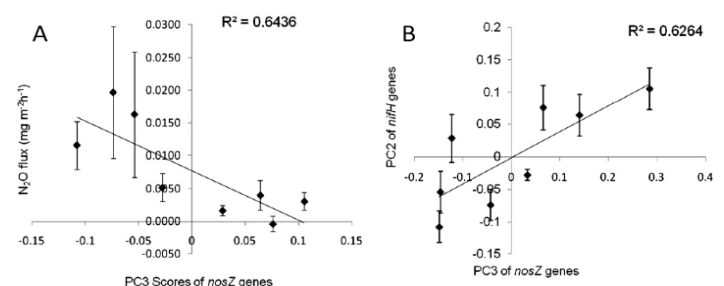 A
R² = 0.6436
0.0300
0.0250
0.0200
0.0150
0.0100
0.0050
0.0000
-0.0050
-0.15 -0.1 -0.05 0 0.05 0.1 0.15
N₂O flux (mg m⁻²h⁻¹)
PC3 Scores of nosZ genes
B
R² = 0.6264
0.2
0.15
0.1
0.05
0
-0.05
-0.1
-0.15
-0.2 -0.1 0 0.1 0.2 0.3 0.4
PC2 of nifH genes
PC3 of nosZ genes